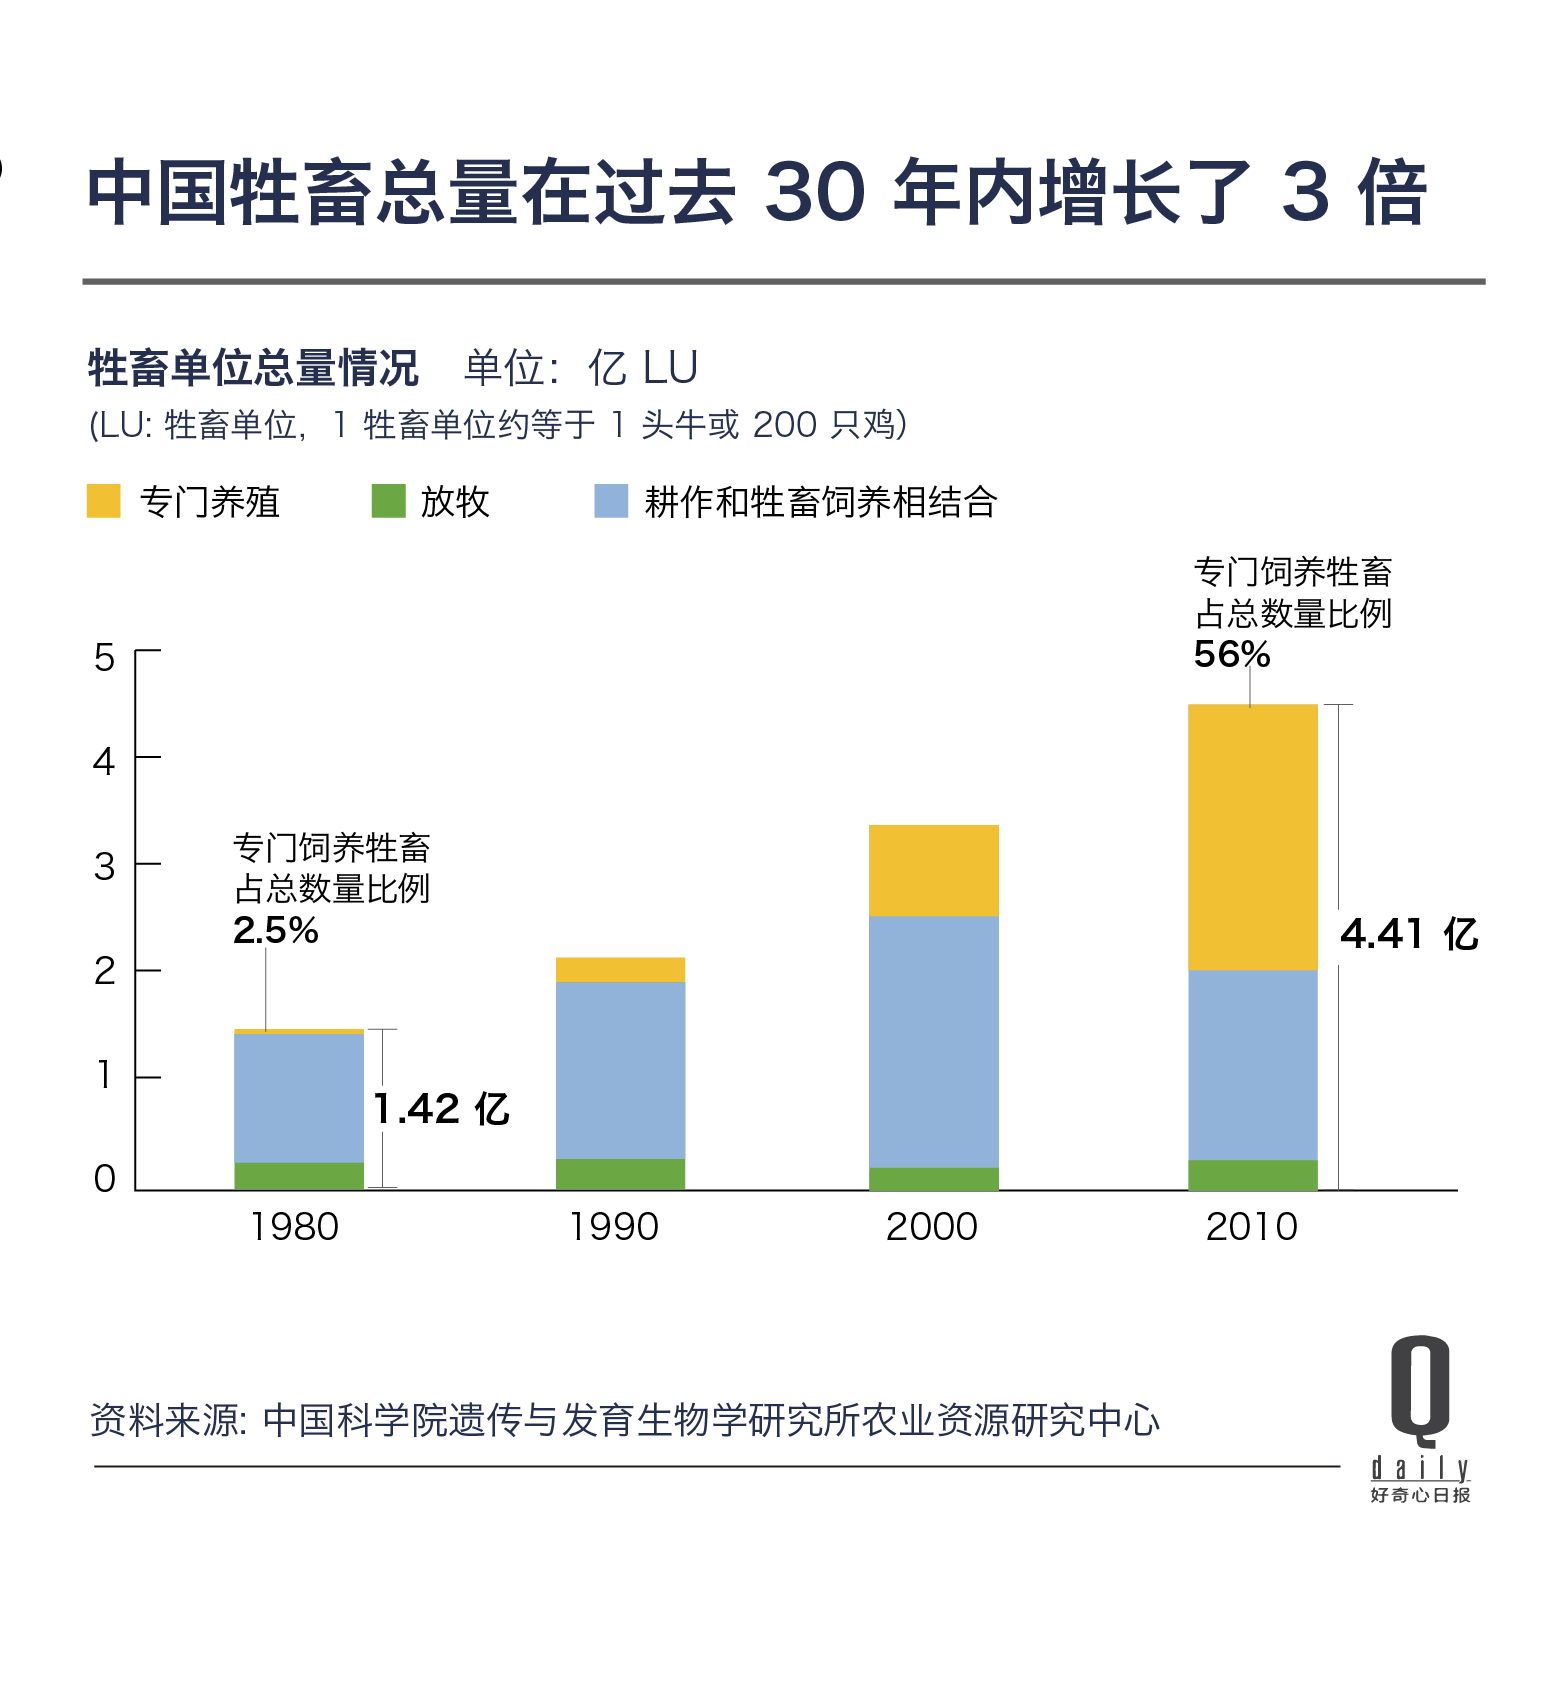 中国牲畜总量在过去 30 年内增长了 3 倍
牲畜单位总量情况 单位：亿 LU
(LU: 牲畜单位，1 牲畜单位约等于 1 头牛或 200 只鸡）
专门养殖 放牧 耕作和牲畜饲养相结合
专门饲养牲畜
占总数量比例
56%
5
4
3
2
1
0
专门饲养牲畜
占总数量比例
2.5%
1.42 亿
4.41 亿
1980 1990 2000 2010
资料来源: 中国科学院遗传与发育生物学研究所农业资源研究中心
Q
daily
好奇心日报